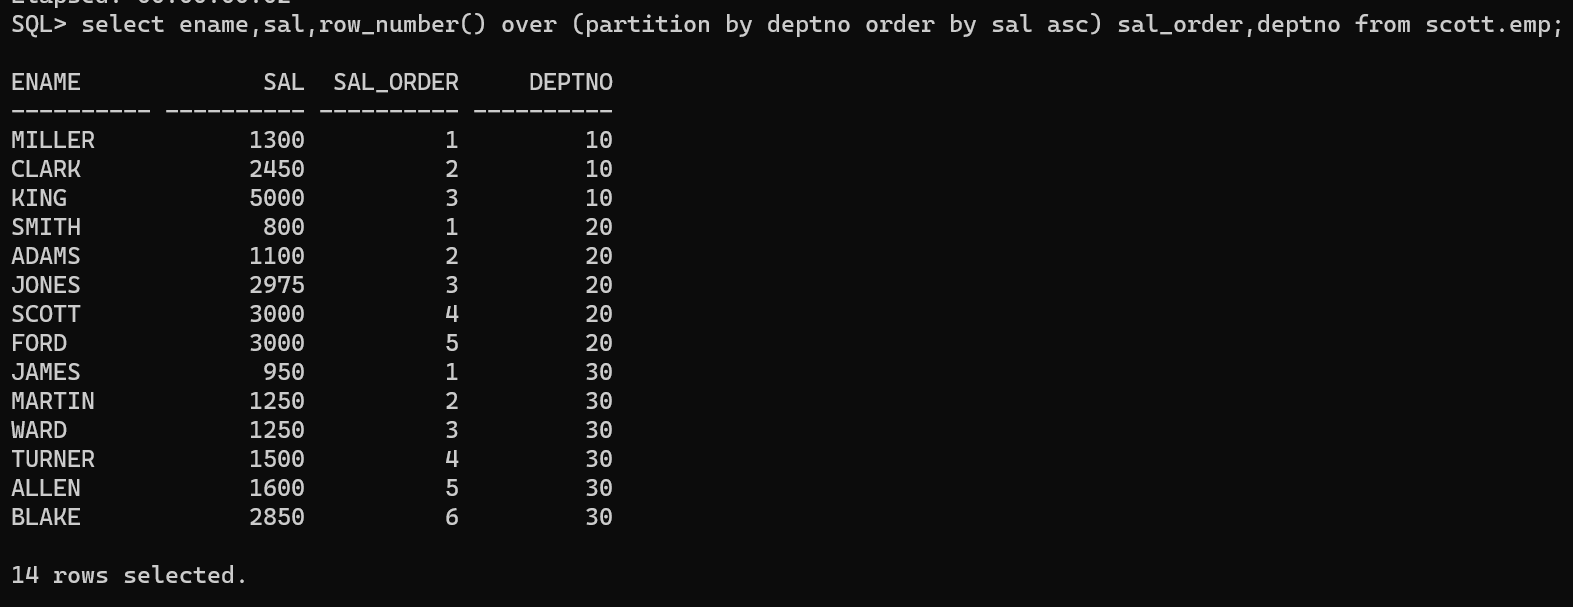 SQL> select ename,sal,row_number() over (partition by deptno order by sal asc) sal_order,deptno from scott.emp;
ENAME             SAL  SAL_ORDER     DEPTNO
---------- ---------- ---------- ----------
MILLER           1300          1         10
CLARK            2450          2         10
KING             5000          3         10
SMITH             800          1         20
ADAMS            1100          2         20
JONES            2975          3         20
SCOTT            3000          4         20
FORD             3000          5         20
JAMES             950          1         30
MARTIN           1250          2         30
WARD             1250          3         30
TURNER           1500          4         30
ALLEN            1600          5         30
BLAKE            2850          6         30
14 rows selected.